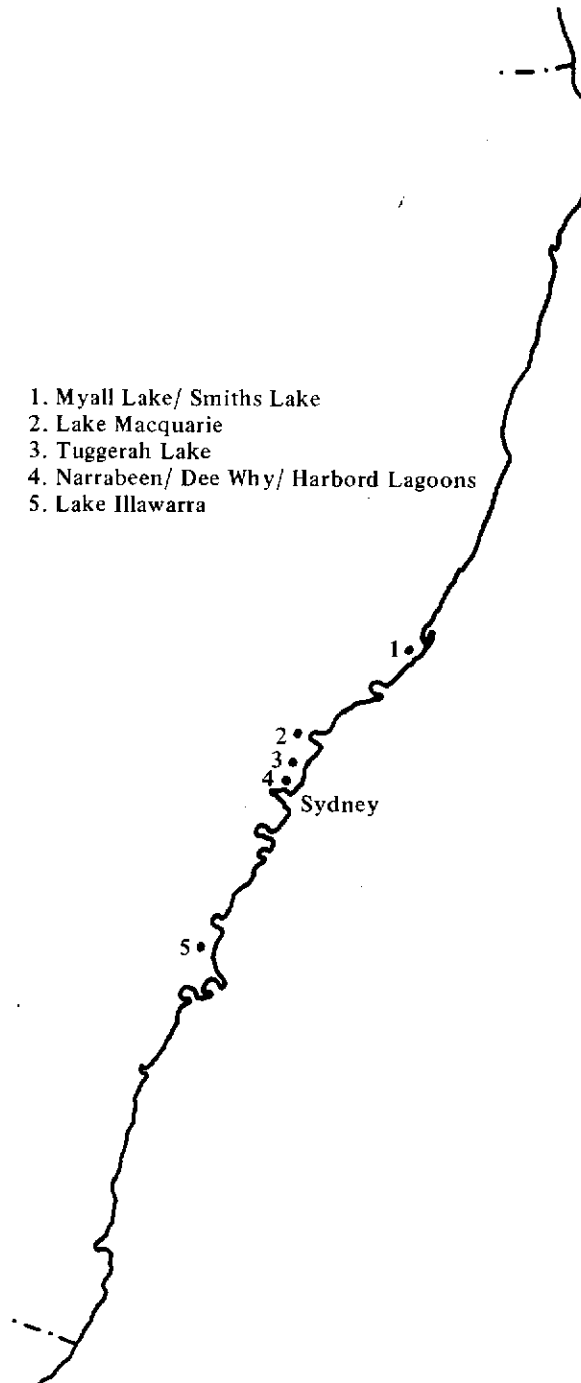 1. Myall Lake/ Smiths Lake
2. Lake Macquarie
3. Tuggerah Lake
4. Narrabeen/ Dee Why/ Harbord Lagoons
5. Lake Illawarra
1
2
3
4
Sydney
5